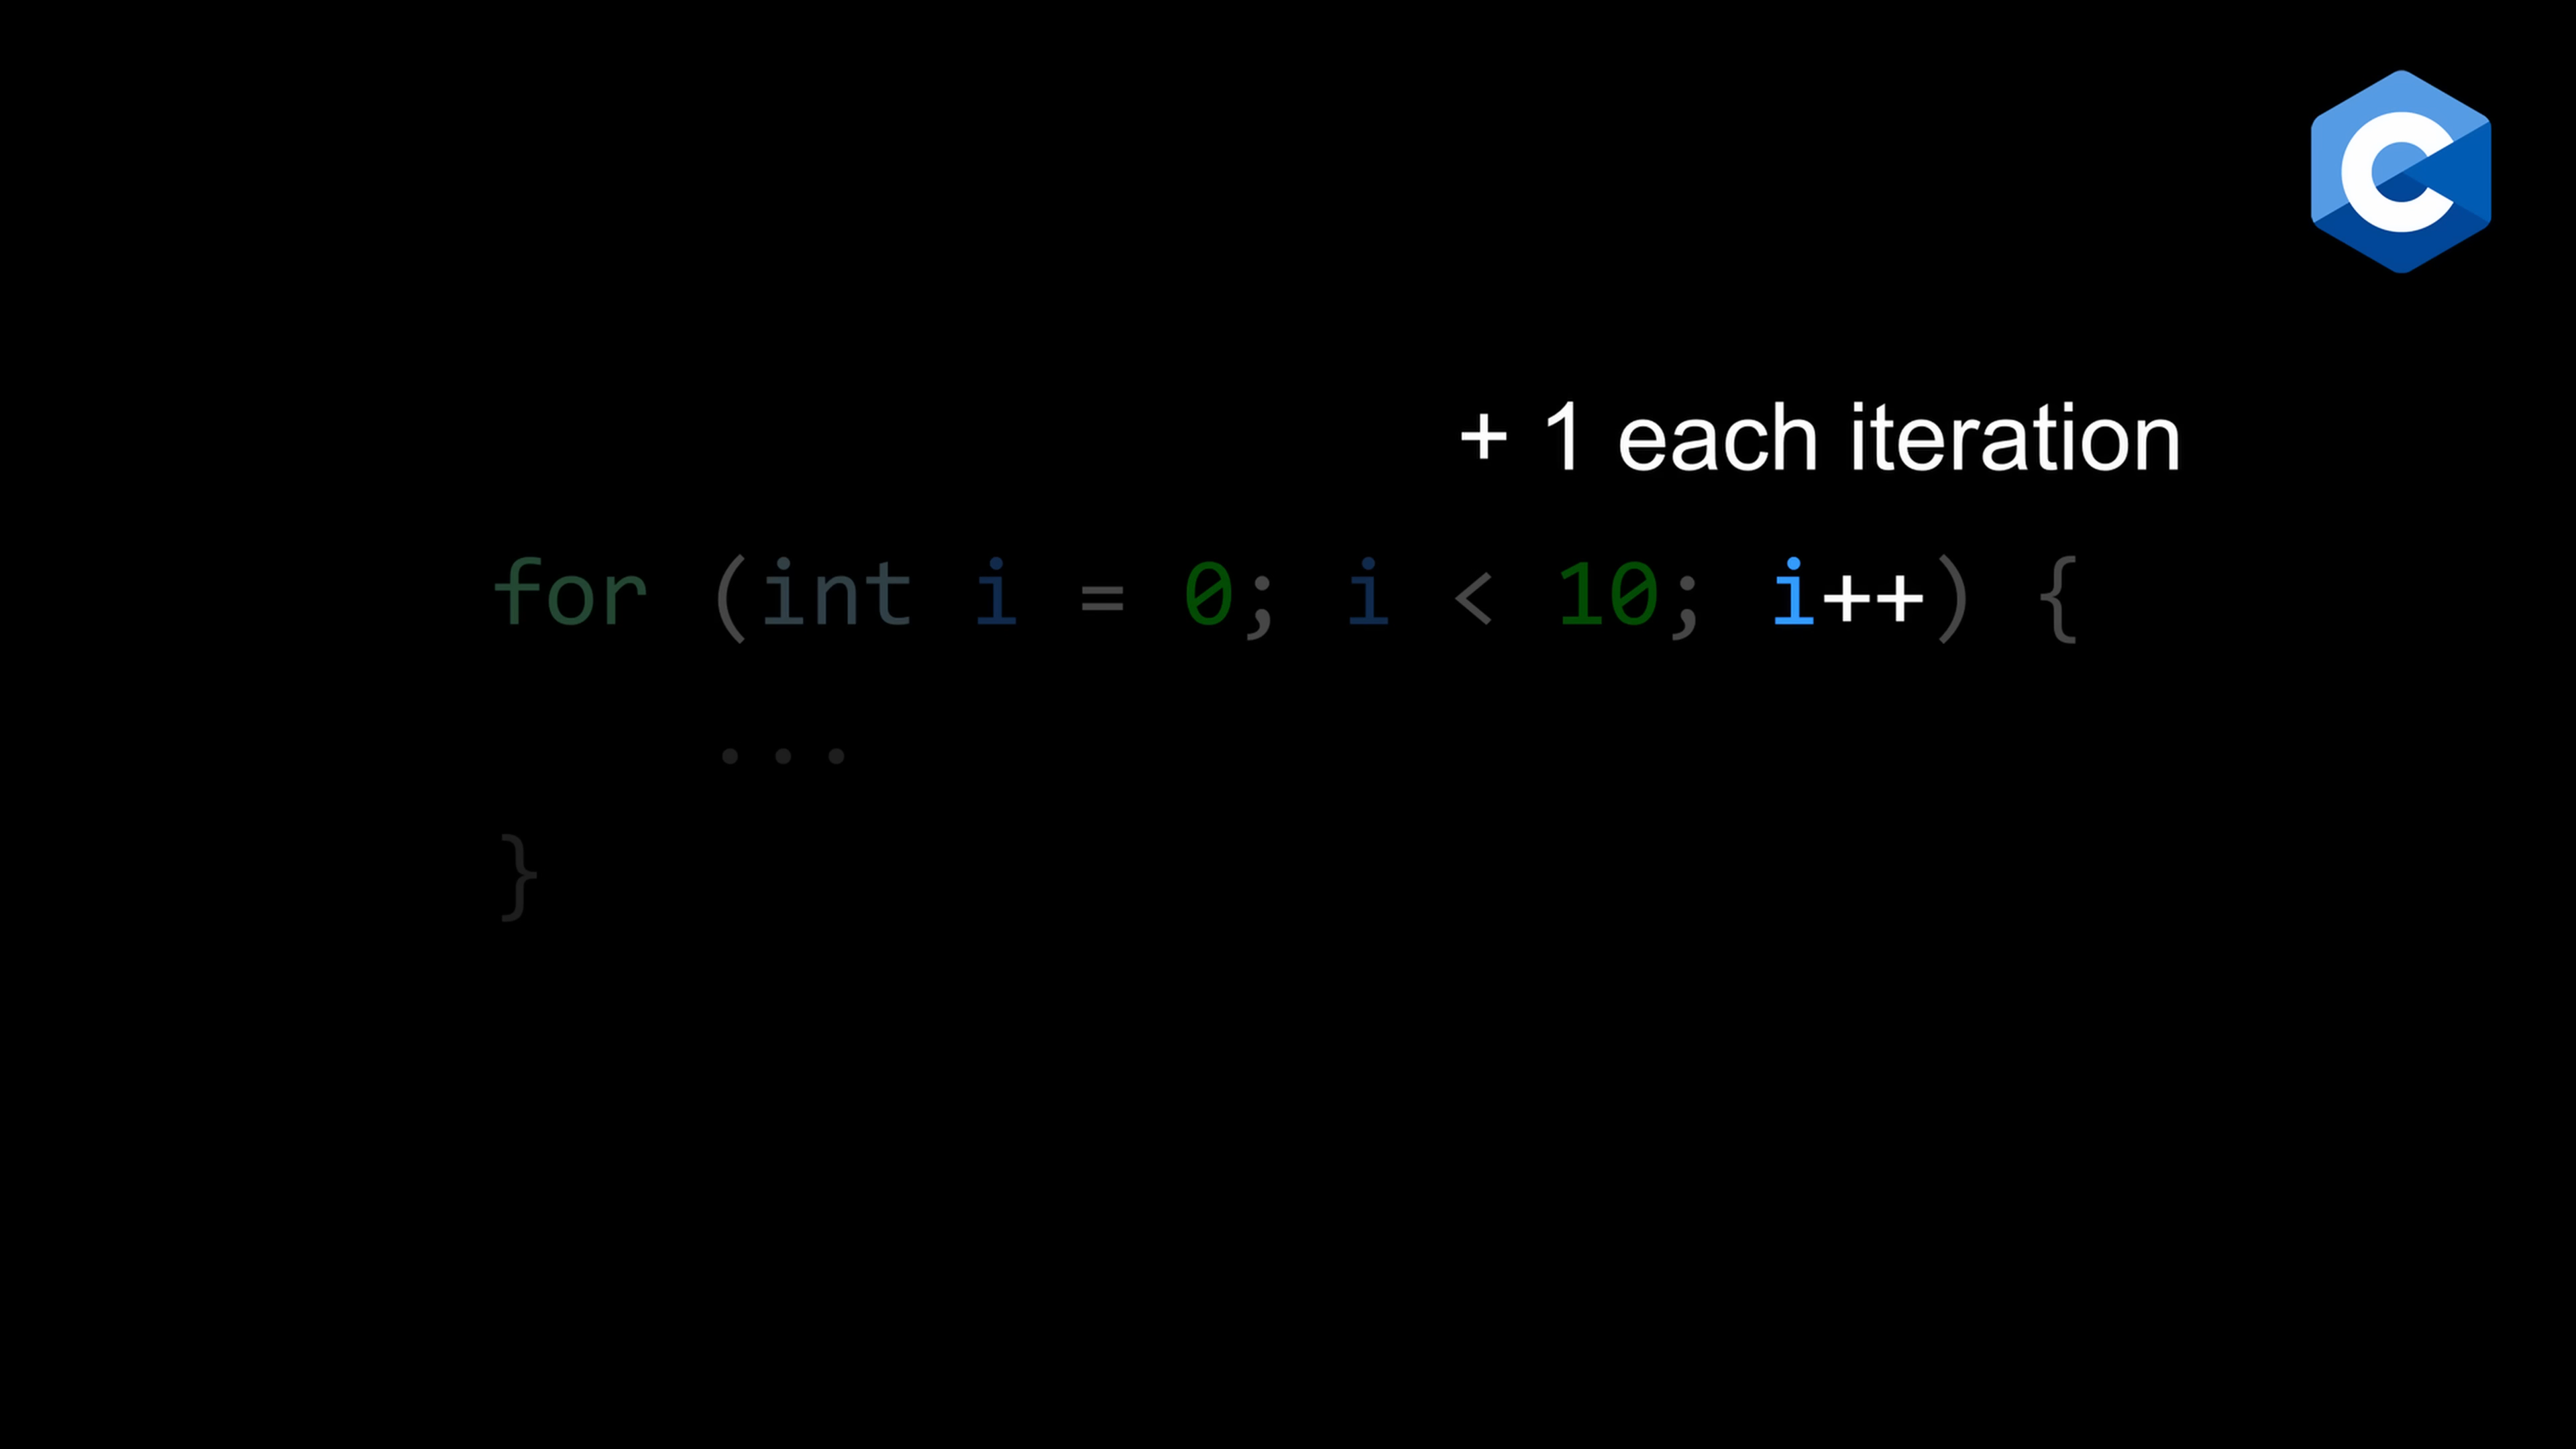 C
+ 1 each iteration
for (int i = 0; i < 10; i++) {
...
}